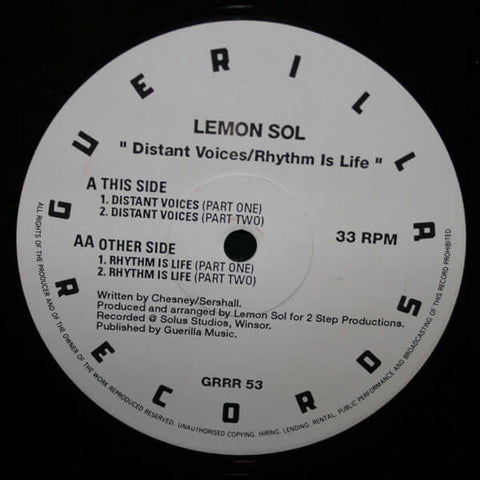 GUERILLA RECORDS
LEMON SOL
" Distant Voices/Rhythm Is Life "
A THIS SIDE
1. DISTANT VOICES (PART ONE)
2. DISTANT VOICES (PART TWO)
33 RPM
AA OTHER SIDE
1. RHYTHM IS LIFE (PART ONE)
2. RHYTHM IS LIFE (PART TWO)
Written by Chesney/Sershall.
Produced and arranged by Lemon Sol for 2 Step Productions.
Recorded @ Solus Studios, Winsor.
Published by Guerilla Music.
GRRR 53
ALL RIGHTS OF THE PRODUCER AND OF THE OWNER OF THE WORK REPRODUCED RESERVED. UNAUTHORISED COPYING, HIRING, LENDING, RENTAL, PUBLIC PERFORMANCE AND BROADCASTING OF THIS RECORD PROHIBITED.